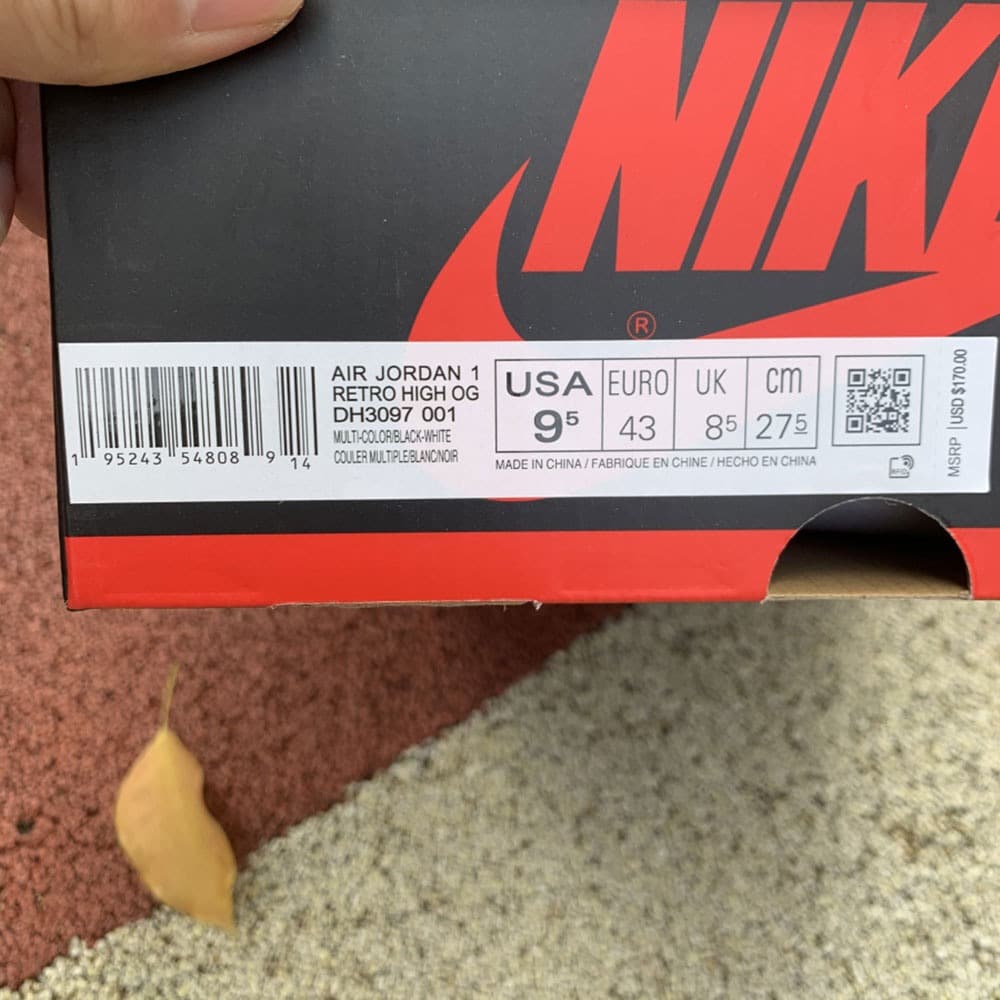 NIKE
®
AIR JORDAN 1
RETRO HIGH OG
DH3097 001
MULTI-COLOR/BLACK-WHITE
COULER MULTIPLE/BLANC/NOIR
1 95243 54808 9 14
USA EURO UK cm
9⁵ 43 8⁵ 27⁵
MADE IN CHINA / FABRIQUE EN CHINE / HECHO EN CHINA
RFID
MSRP | USD $170.00